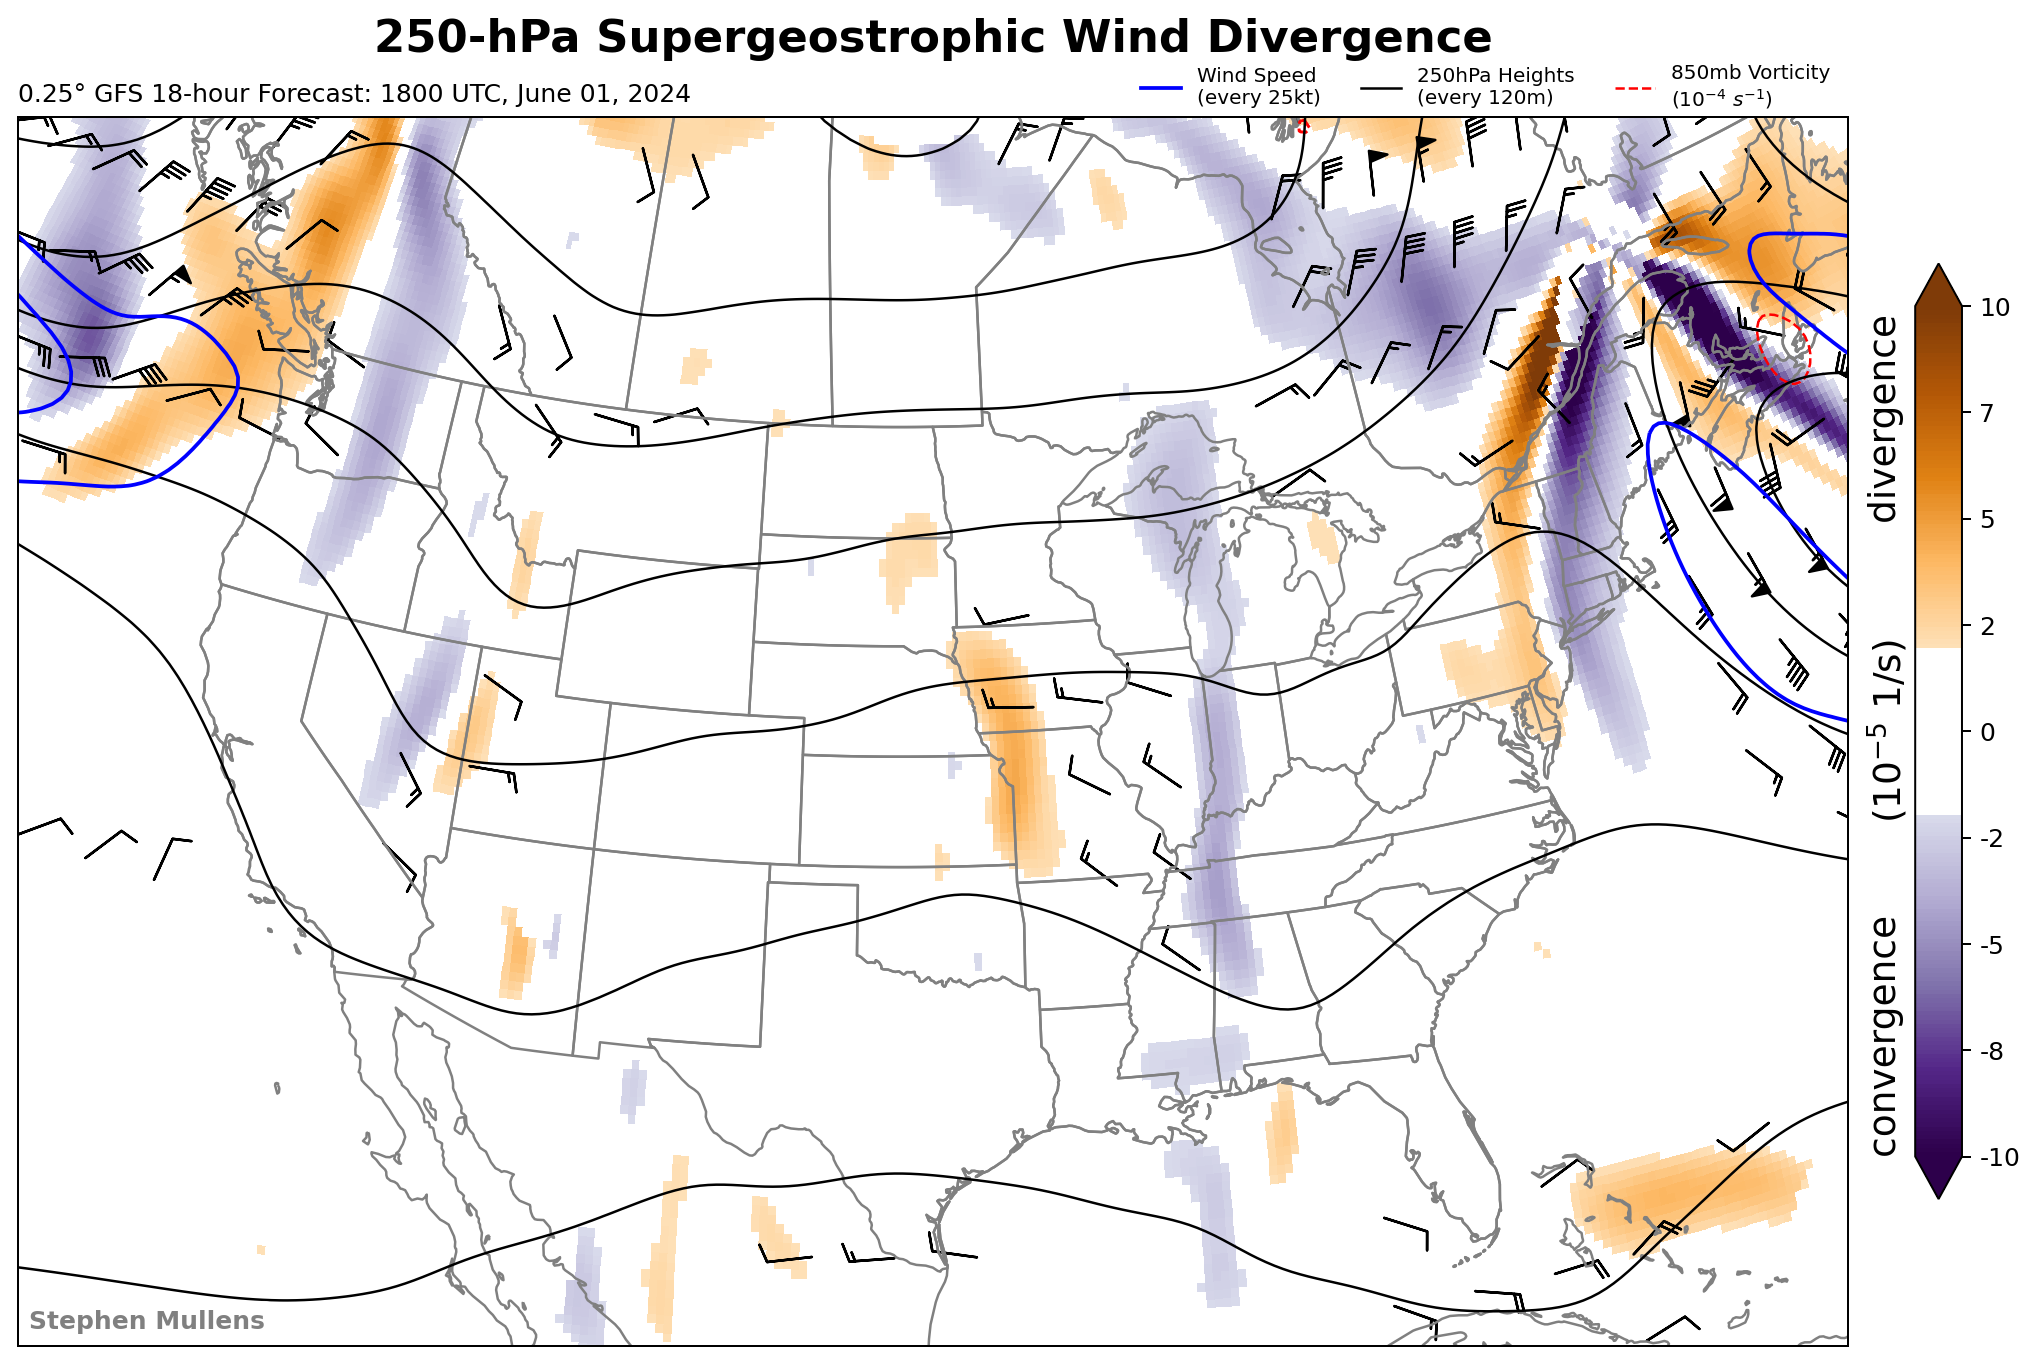 250-hPa Supergeostrophic Wind Divergence
0.25° GFS 18-hour Forecast: 1800 UTC, June 01, 2024
Wind Speed
(every 25kt)
250hPa Heights
(every 120m)
850mb Vorticity
(10⁻⁴ s⁻¹)
convergence (10⁻⁵ 1/s) divergence
10
7
5
2
0
-2
-5
-8
-10
Stephen Mullens